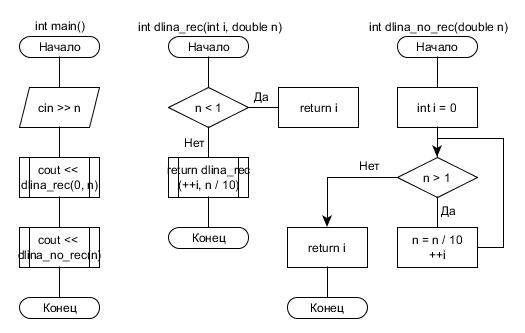 int main()
Начало
cin >> n
cout <<
dlina_rec(0, n)
cout <<
dlina_no_rec(n)
Конец
int dlina_rec(int i, double n)
Начало
n < 1
Да
return i
Нет
return dlina_rec
(++i, n / 10)
Конец
int dlina_no_rec(double n)
Начало
int i = 0
n > 1
Нет
Да
return i
n = n / 10
++i
Конец